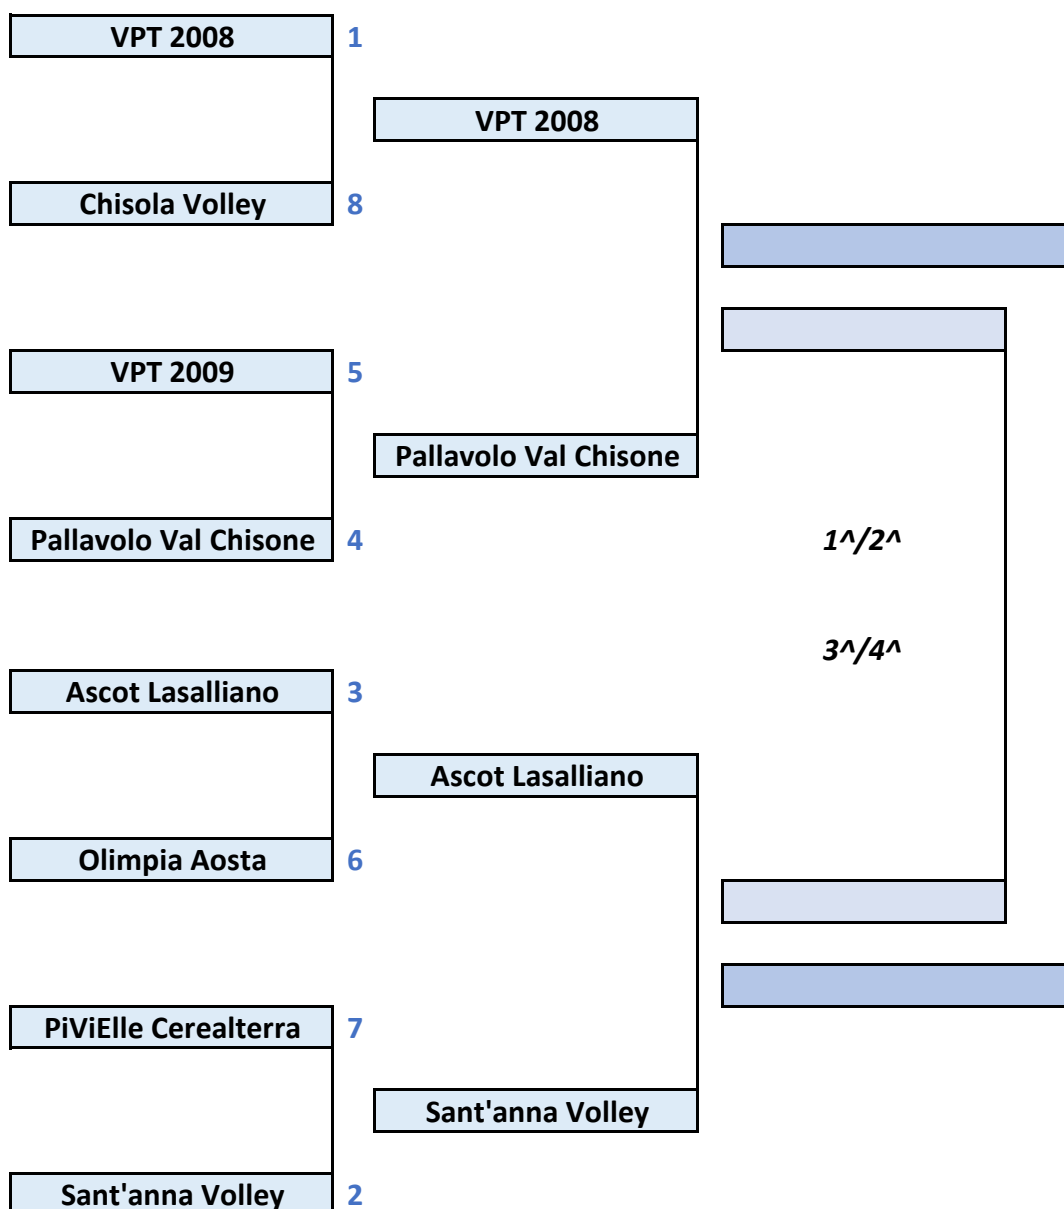 VPT 2008 1
VPT 2008
Chisola Volley 8
VPT 2009 5
Pallavolo Val Chisone
Pallavolo Val Chisone 4
1^/2^
3^/4^
Ascot Lasalliano 3
Ascot Lasalliano
Olimpia Aosta 6
PiViElle Cerealterra 7
Sant'anna Volley
Sant'anna Volley 2